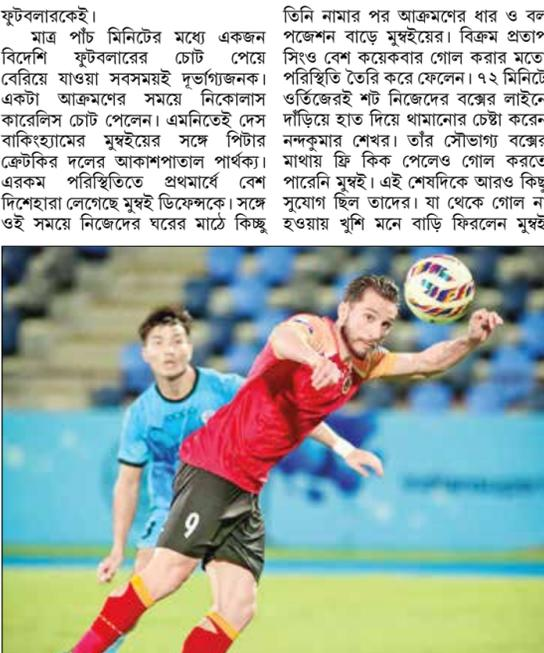 ফুটবলারকেই।
মাত্র পাঁচ মিনিটের মধ্যে একজন
বিদেশি ফুটবলারের চোট পেয়ে
বেরিয়ে যাওয়া সবসময়ই দূর্ভাগ্যজনক।
একটা আক্রমণের সময়ে নিকোলাস
কারেলিস চোট পেলেন। এমনিতেই দেস
বাকিংহ্যামের মুম্বইয়ের সঙ্গে পিটার
ক্রেটকির দলের আকাশপাতাল পার্থক্য।
এরকম পরিস্থিতিতে প্রথমার্ধে বেশ
দিশেহারা লেগেছে মুম্বই ডিফেন্সকে। সঙ্গে
ওই সময়ে নিজেদের ঘরের মাঠে কিচ্ছু
তিনি নামার পর আক্রমণের ধার ও বল
পজেশন বাড়ে মুম্বইয়ের। বিক্রম প্রতাপ
সিংও বেশ কয়েকবার গোল করার মতো
পরিস্থিতি তৈরি করে ফেলেন। ৭২ মিনিটে
ওর্তিজেরই শট নিজেদের বক্সের লাইনে
দাঁড়িয়ে হাত দিয়ে থামানোর চেষ্টা করেন
নন্দকুমার শেখর। তাঁর সৌভাগ্য বক্সের
মাথায় ফ্রি কিক পেলেও গোল করতে
পারেনি মুম্বই। এই শেষদিকে আরও কিছু
সুযোগ ছিল তাদের। যা থেকে গোল না
হওয়ায় খুশি মনে বাড়ি ফিরলেন মুম্বই
9